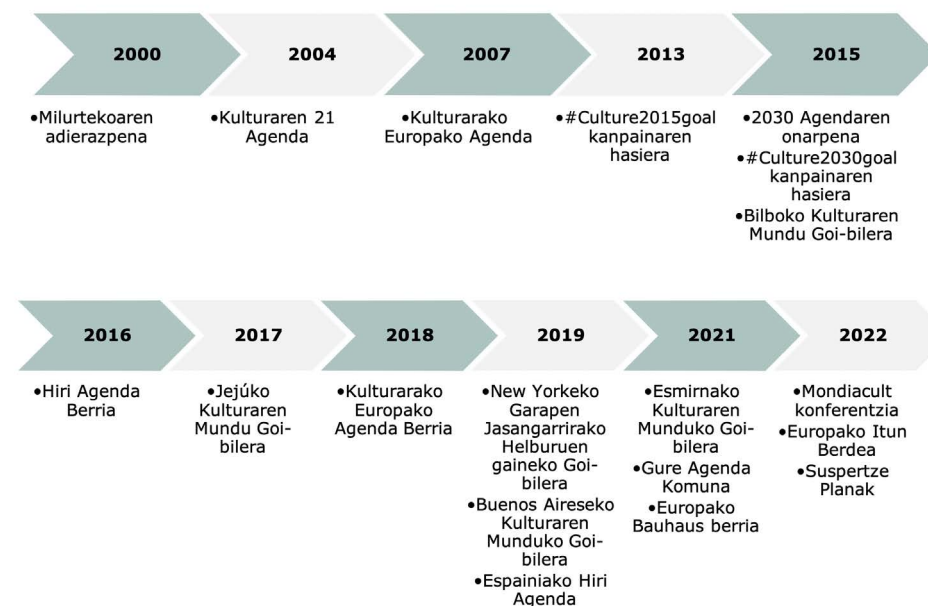 2000
2004
2007
2013
2015
•Milurtekoaren
adierazpena
•Kulturaren 21
Agenda
•Kulturarako
Europako Agenda
•#Culture2015goal
kanpainaren
hasiera
•2030 Agendaren
onarpena
•#Culture2030goal
kanpainaren
hasiera
•Bilboko Kulturaren
Mundu Goi-bilera
2016
2017
2018
2019
2021
2022
•Hiri Agenda
Berria
•Jejúko
Kulturaren
Mundu Goi-
bilera
•Kulturarako
Europako
Agenda Berria
•New Yorkeko
Garapen
Jasangarrirako
Helburuen
gaineko Goi-
bilera
•Buenos Aireseko
Kulturaren
Munduko Goi-
bilera
•Espainiako Hiri
Agenda
•Esmirnako
Kulturaren
Munduko Goi-
bilera
•Gure Agenda
Komuna
•Europako
Bauhaus berria
•Mondiacult
konferentzia
•Europako Itun
Berdea
•Suspertze
Planak